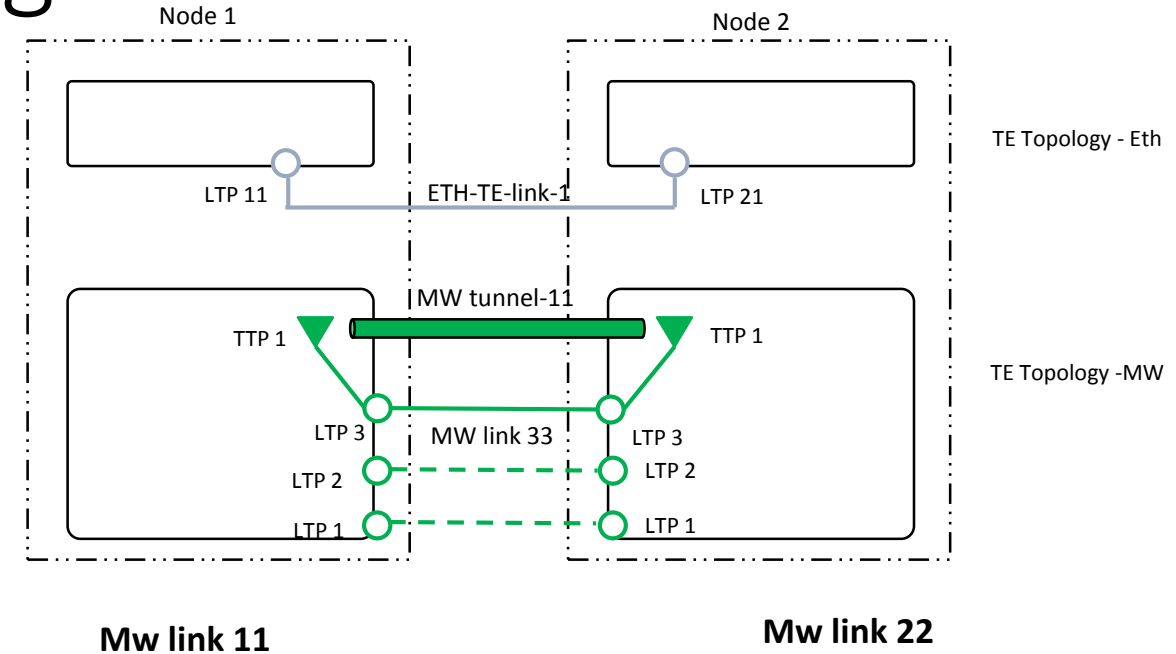 g
Node 1
Node 2
TE Topology - Eth
LTP 11
ETH-TE-link-1
LTP 21
MW tunnel-11
TTP 1
TTP 1
TE Topology -MW
LTP 3
MW link 33
LTP 3
LTP 2
LTP 2
LTP 1
LTP 1
Mw link 11
Mw link 22